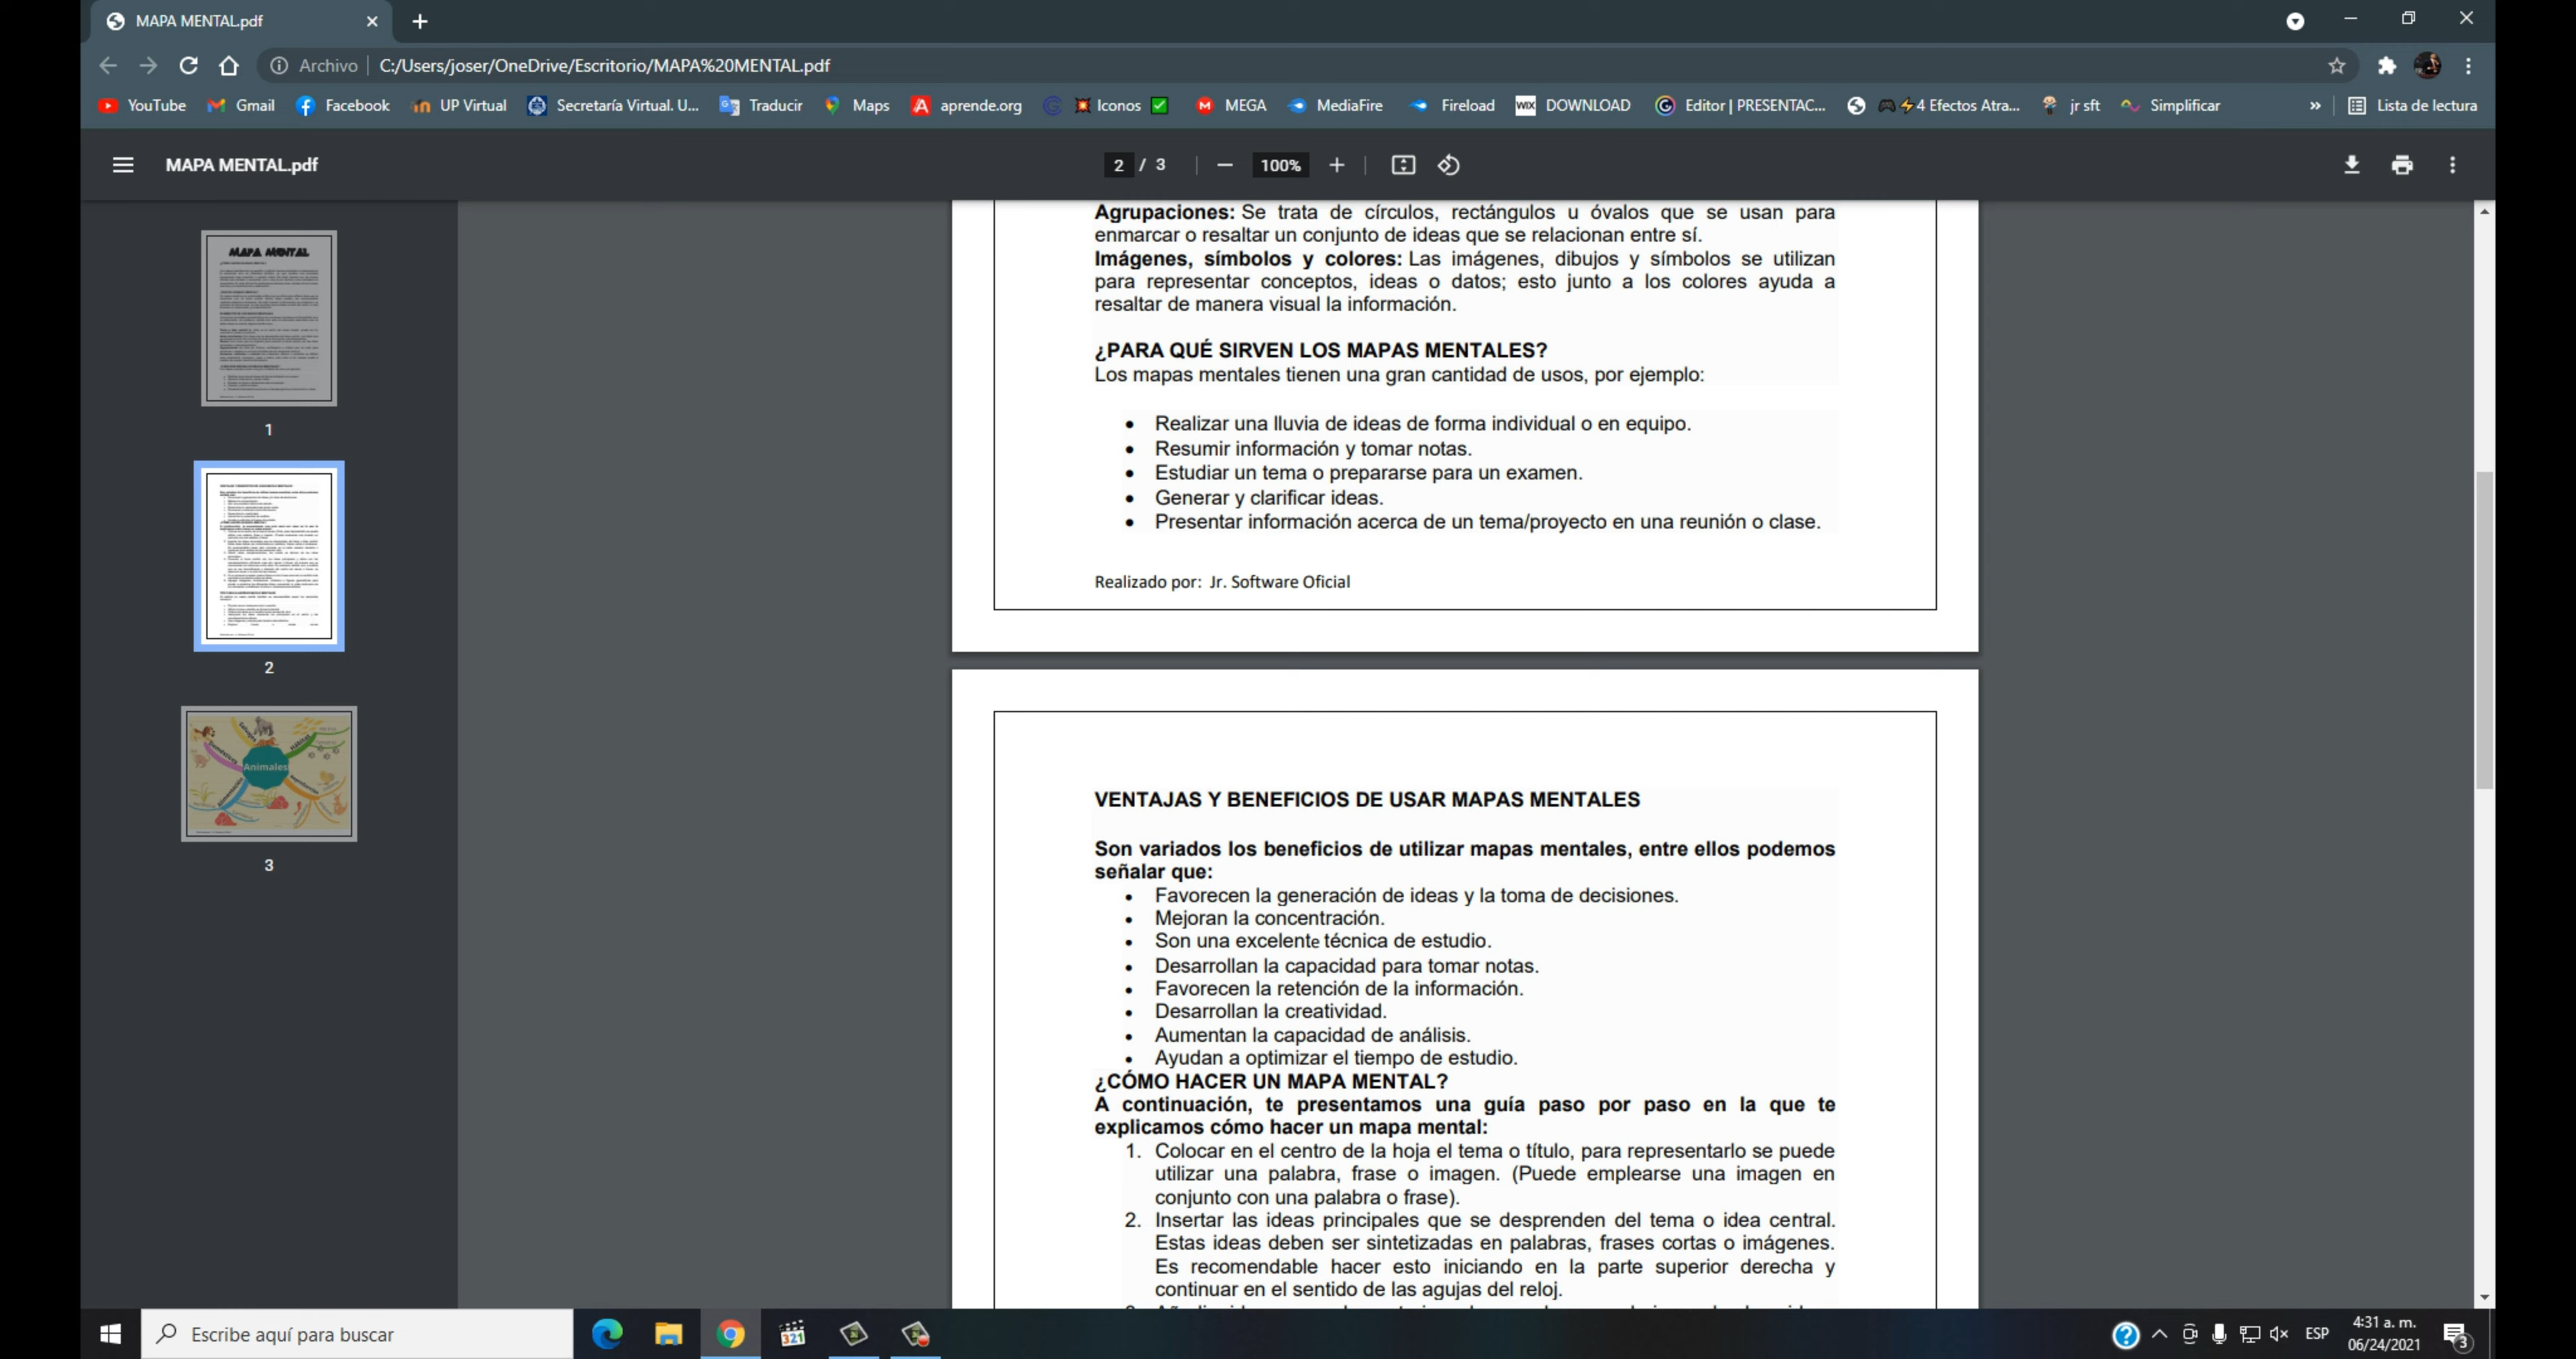 MAPA MENTAL.pdf
Archivo C:/Users/joser/OneDrive/Escritorio/MAPA%20MENTAL.pdf
YouTube Gmail Facebook UP Virtual Secretaría Virtual. U... Traducir Maps aprende.org Iconos MEGA MediaFire Fireload WIX DOWNLOAD Editor | PRESENTAC... 4 Efectos Atra... jr sft Simplificar » Lista de lectura
MAPA MENTAL.pdf 2 / 3 100%
MAPA MENTAL
1
2
Animales
3
Agrupaciones: Se trata de círculos, rectángulos u óvalos que se usan para
enmarcar o resaltar un conjunto de ideas que se relacionan entre sí.
Imágenes, símbolos y colores: Las imágenes, dibujos y símbolos se utilizan
para representar conceptos, ideas o datos; esto junto a los colores ayuda a
resaltar de manera visual la información.
¿PARA QUÉ SIRVEN LOS MAPAS MENTALES?
Los mapas mentales tienen una gran cantidad de usos, por ejemplo:
• Realizar una lluvia de ideas de forma individual o en equipo.
• Resumir información y tomar notas.
• Estudiar un tema o prepararse para un examen.
• Generar y clarificar ideas.
• Presentar información acerca de un tema/proyecto en una reunión o clase.
Realizado por: Jr. Software Oficial
VENTAJAS Y BENEFICIOS DE USAR MAPAS MENTALES
Son variados los beneficios de utilizar mapas mentales, entre ellos podemos
señalar que:
• Favorecen la generación de ideas y la toma de decisiones.
• Mejoran la concentración.
• Son una excelente técnica de estudio.
• Desarrollan la capacidad para tomar notas.
• Favorecen la retención de la información.
• Desarrollan la creatividad.
• Aumentan la capacidad de análisis.
• Ayudan a optimizar el tiempo de estudio.
¿CÓMO HACER UN MAPA MENTAL?
A continuación, te presentamos una guía paso por paso en la que te
explicamos cómo hacer un mapa mental:
1. Colocar en el centro de la hoja el tema o título, para representarlo se puede
utilizar una palabra, frase o imagen. (Puede emplearse una imagen en
conjunto con una palabra o frase).
2. Insertar las ideas principales que se desprenden del tema o idea central.
Estas ideas deben ser sintetizadas en palabras, frases cortas o imágenes.
Es recomendable hacer esto iniciando en la parte superior derecha y
continuar en el sentido de las agujas del reloj.
Escribe aquí para buscar
321
ESP
4:31 a. m.
06/24/2021
3